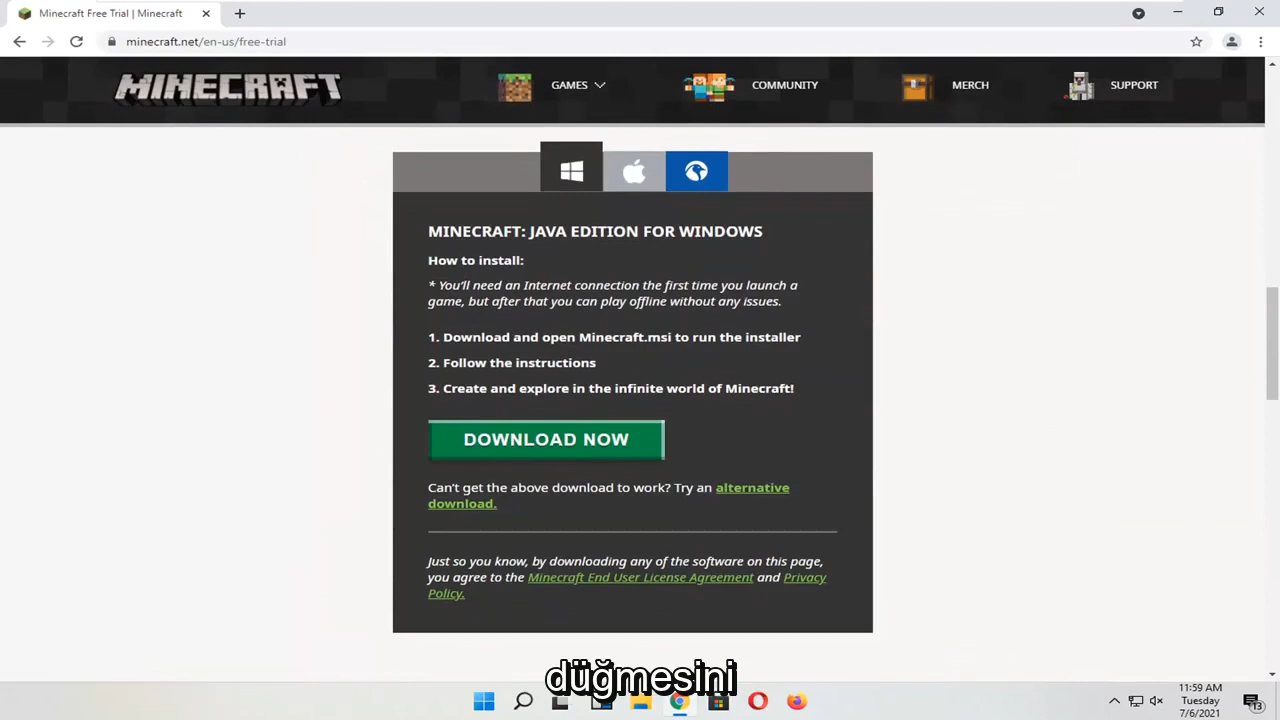 Minecraft Free Trial | Minecraft
minecraft.net/en-us/free-trial
MINECRAFT
GAMES
COMMUNITY
MERCH
SUPPORT
MINECRAFT: JAVA EDITION FOR WINDOWS
How to install:
* You'll need an Internet connection the first time you launch a
game, but after that you can play offline without any issues.
1. Download and open Minecraft.msi to run the installer
2. Follow the instructions
3. Create and explore in the infinite world of Minecraft!
DOWNLOAD NOW
Can't get the above download to work? Try an alternative
download.
Just so you know, by downloading any of the software on this page,
you agree to the Minecraft End User License Agreement and Privacy
Policy.
düğmesini
11:59 AM
Tuesday
7/6/2021
13